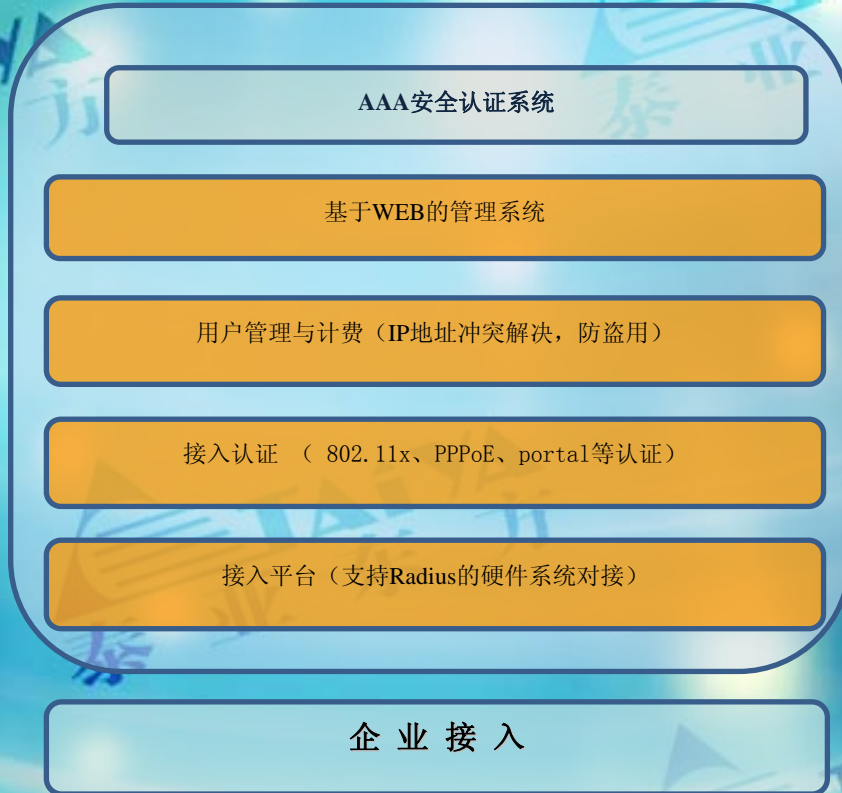 AAA安全认证系统
基于WEB的管理系统
用户管理与计费（IP地址冲突解决，防盗用）
接入认证 （ 802.11x、PPPoE、portal等认证）
接入平台（支持Radius的硬件系统对接）
企 业 接 入